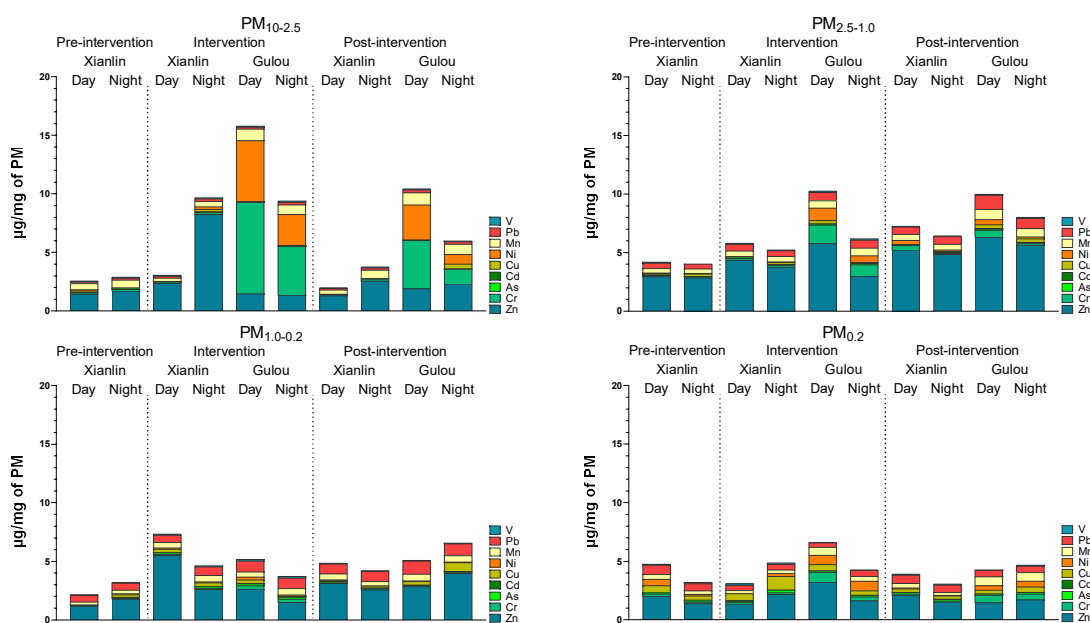 PM10-2.5
Pre-intervention Intervention Post-intervention
Xianlin Xianlin Gulou Xianlin Gulou
Day Night Day Night Day Night Day Night Day Night
20
15
10
5
0
µg/mg of PM
V
Pb
Mn
Ni
Cu
Cd
As
Cr
Zn
PM2.5-1.0
Pre-intervention Intervention Post-intervention
Xianlin Xianlin Gulou Xianlin Gulou
Day Night Day Night Day Night Day Night Day Night
20
15
10
5
0
µg/mg of PM
V
Pb
Mn
Ni
Cu
Cd
As
Cr
Zn
PM1.0-0.2
Pre-intervention Intervention Post-intervention
Xianlin Xianlin Gulou Xianlin Gulou
Day Night Day Night Day Night Day Night Day Night
20
15
10
5
0
µg/mg of PM
V
Pb
Mn
Ni
Cu
Cd
As
Cr
Zn
PM0.2
Pre-intervention Intervention Post-intervention
Xianlin Xianlin Gulou Xianlin Gulou
Day Night Day Night Day Night Day Night Day Night
20
15
10
5
0
µg/mg of PM
V
Pb
Mn
Ni
Cu
Cd
As
Cr
Zn